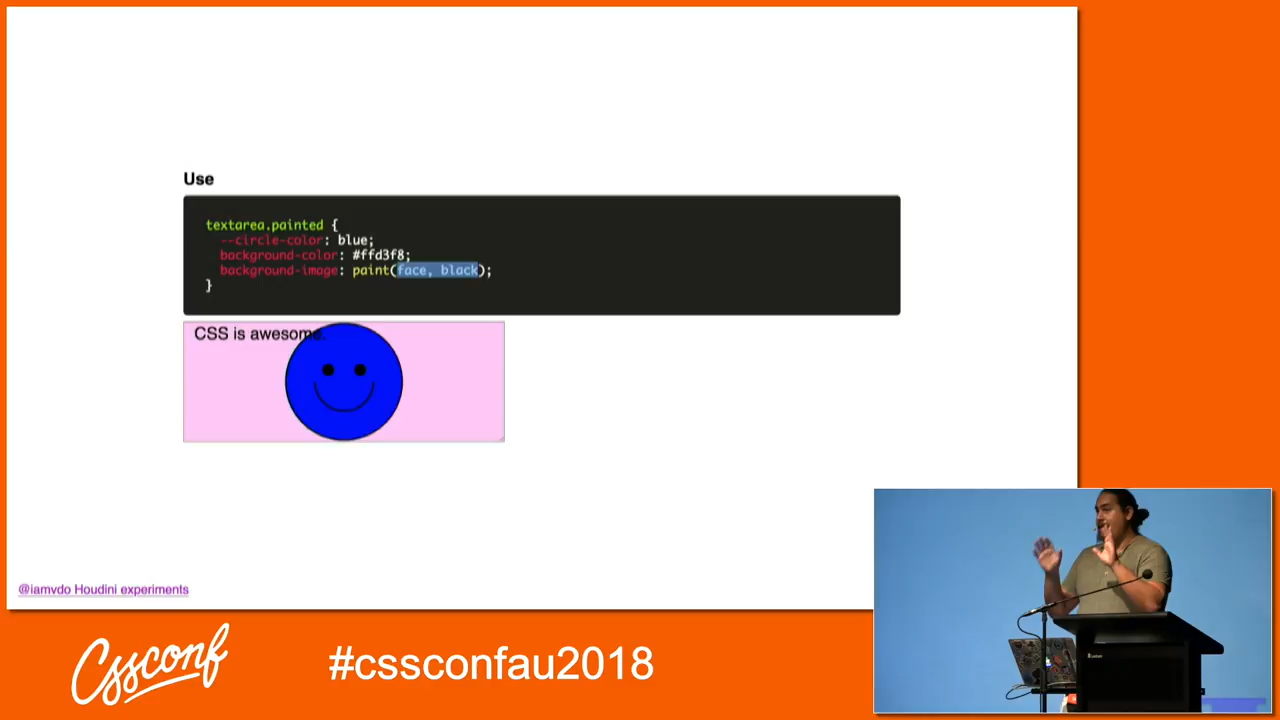 Use
textarea.painted {
--circle-color: blue;
background-color: #ffd3f8;
background-image: paint(face, black);
}
CSS is awesome.
@iamvdo Houdini experiments
cssconf
#cssconfau2018